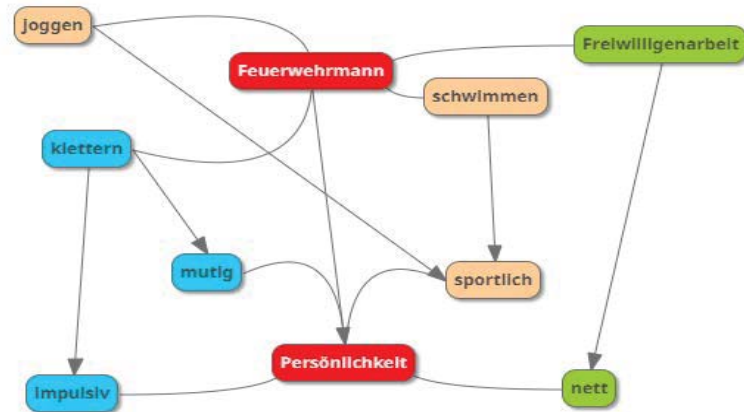 joggen
Feuerwehrmann
Freiwilligenarbeit
schwimmen
klettern
mutig
sportlich
Persönlichkeit
impulsiv
nett